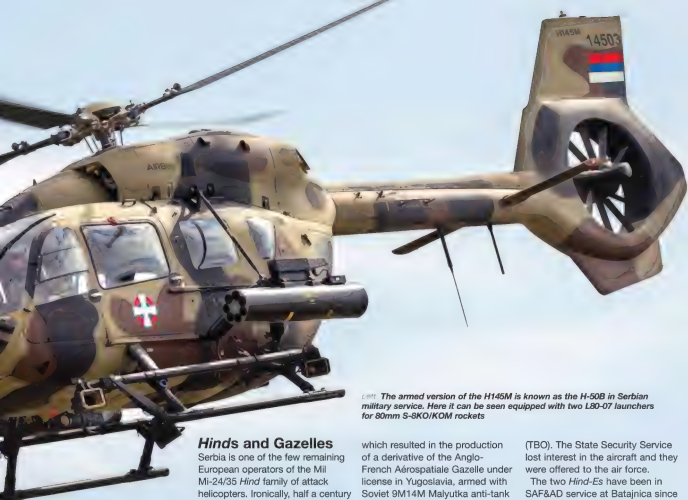 H145M
14503
Left The armed version of the H145M is known as the H-50B in Serbian
military service. Here it can be seen equipped with two L80-07 launchers
for 80mm S-8KO/KOM rockets
Hinds and Gazelles
Serbia is one of the few remaining
European operators of the Mil
Mi-24/35 Hind family of attack
helicopters. Ironically, half a century
which resulted in the production
of a derivative of the Anglo-
French Aérospatiale Gazelle under
license in Yugoslavia, armed with
Soviet 9M14M Malyutka anti-tank
(TBO). The State Security Service
lost interest in the aircraft and they
were offered to the air force.
The two Hind-Es have been in
SAF&AD service at Batajnica since